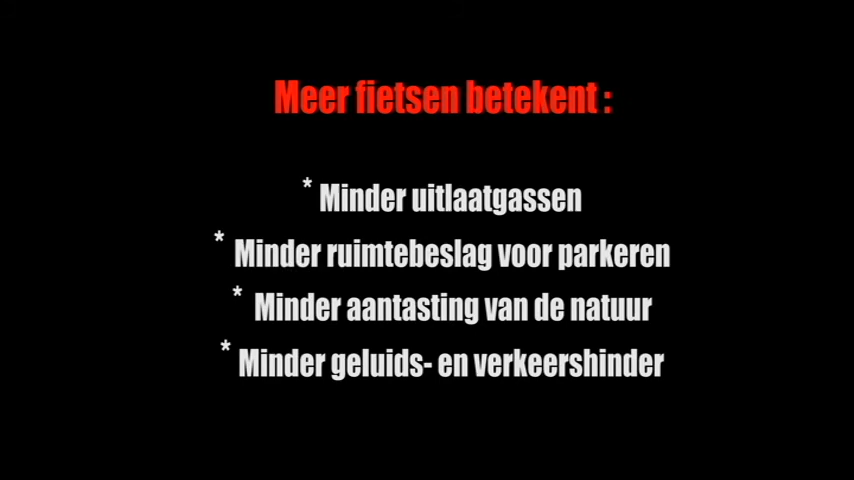 Meer fietsen betekent :
* Minder uitlaatgassen
* Minder ruimtebeslag voor parkeren
* Minder aantasting van de natuur
* Minder geluids- en verkeershinder